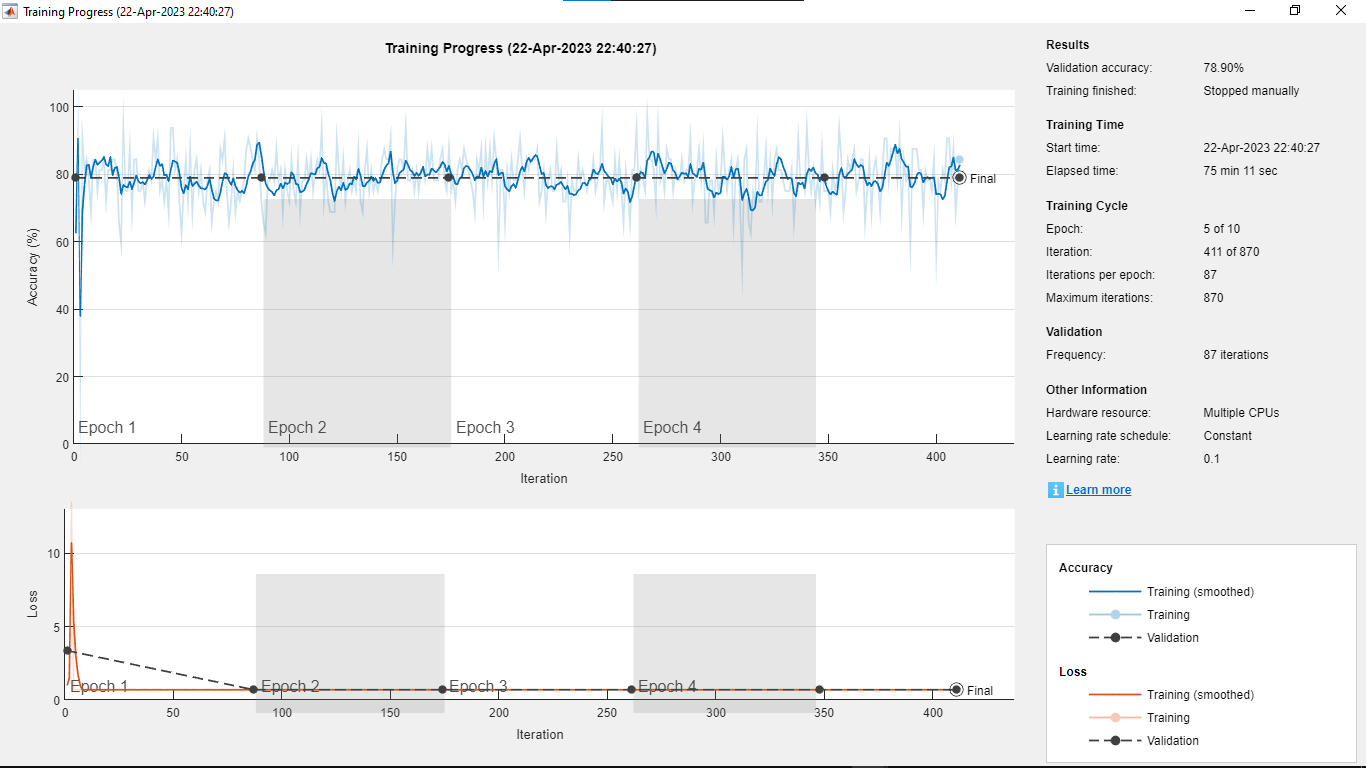 Training Progress (22-Apr-2023 22:40:27)
Training Progress (22-Apr-2023 22:40:27)
100
80
60
40
20
0
Accuracy (%)
Final
Epoch 1
Epoch 2
Epoch 3
Epoch 4
0
50
100
150
200
250
300
350
400
Iteration
10
5
0
Loss
Epoch 1
Epoch 2
Epoch 3
Epoch 4
Final
0
50
100
150
200
250
300
350
400
Iteration
Results
Validation accuracy: 78.90%
Training finished: Stopped manually
Training Time
Start time: 22-Apr-2023 22:40:27
Elapsed time: 75 min 11 sec
Training Cycle
Epoch: 5 of 10
Iteration: 411 of 870
Iterations per epoch: 87
Maximum iterations: 870
Validation
Frequency: 87 iterations
Other Information
Hardware resource: Multiple CPUs
Learning rate schedule: Constant
Learning rate: 0.1
i Learn more
Accuracy
Training (smoothed)
Training
Validation
Loss
Training (smoothed)
Training
Validation